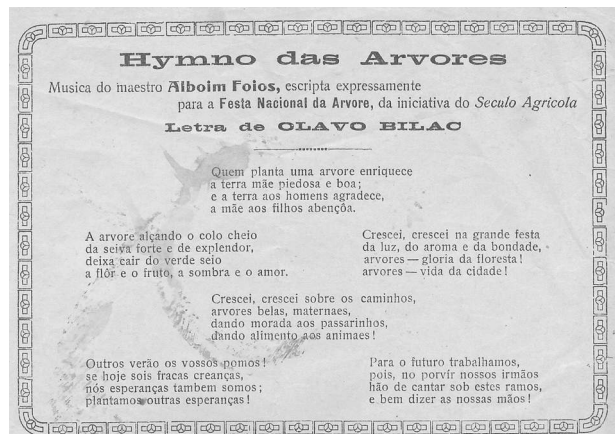 Hymno das Arvores
Musica do maestro Alboim Foios, escripta expressamente
para a Festa Nacional da Arvore, da iniciativa do Seculo Agricola
Letra de OLAVO BILAC
Quem planta uma arvore enriquece
a terra mãe piedosa e boa;
e a terra aos homens agradece,
a mãe aos filhos abençôa.
A arvore alçando o colo cheio
da seiva forte e de explendor,
deixa cair do verde seio
a flôr e o fruto, a sombra e o amor.
Crescei, crescei na grande festa
da luz, do aroma e da bondade,
arvores — gloria da floresta!
arvores — vida da cidade!
Crescei, crescei sobre os caminhos,
arvores belas, maternaes,
dando morada aos passarinhos,
dando alimento aos animaes!
Outros verão os vossos pomos!
se hoje sois fracas creanças,
nós esperanças tambem somos;
plantamos outras esperanças!
Para o futuro trabalhamos,
pois, no porvír nossos irmãos
hão de cantar sob estes ramos,
e bem dizer as nossas mãos!